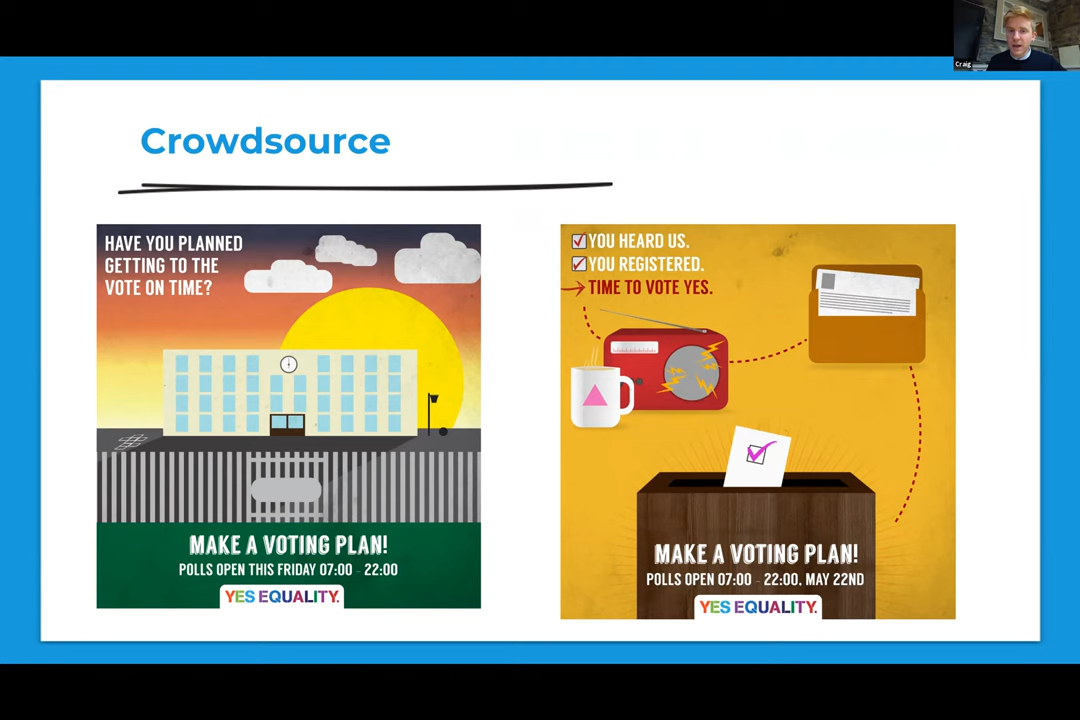 Craig
Crowdsource
HAVE YOU PLANNED
GETTING TO THE
VOTE ON TIME?
MAKE A VOTING PLAN!
POLLS OPEN THIS FRIDAY 07:00 - 22:00
YES EQUALITY.
YOU HEARD US.
YOU REGISTERED.
TIME TO VOTE YES.
MAKE A VOTING PLAN!
POLLS OPEN 07:00 - 22:00, MAY 22ND
YES EQUALITY.